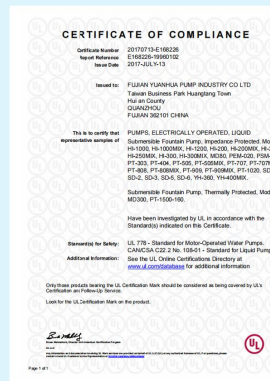 CERTIFICATE OF COMPLIANCE
Certificate Number 20170713-E168226
Report Reference E168226-19960102
Issue Date 2017-JULY-13
Issued to: FUJIAN YUANHUA PUMP INDUSTRY CO LTD
Taiwan Business Park Huangtang Town
Hui an County
QUANZHOU
FUJIAN 362101 CHINA
This is to certify that PUMPS, ELECTRICALLY OPERATED, LIQUID
representative samples of Submersible Fountain Pump, Impedance Protected, Mod
HI-1000, HI-1000MIX, HI-1200, HI-200, HI-200MIX, HI-
HI-250MIX, HI-300, HI-300MIX, MD80, PEM-020, PSM-
PT-303, PT-404, PT-505, PT-505MIX, PT-707, PT-707M
PT-808, PT-808MIX, PT-909, PT-909MIX, PT-1020, SD
SD-2, SD-3, SD-5, SD-6, YH-360, YH-400MIX.
Submersible Fountain Pump, Thermally Protected, Mod
MD300, PT-1500-160.
Have been investigated by UL in accordance with the
Standard(s) indicated on this Certificate.
Standard(s) for Safety: UL 778 - Standard for Motor-Operated Water Pumps.
CAN/CSA C22.2 No. 108-01 - Standard for Liquid Pump
Additional Information: See the UL Online Certifications Directory at
www.ul.com/database for additional information
Only those products bearing the UL Certification Mark should be considered as being covered by UL's
Certification and Follow-Up Service.
Look for the UL Certification Mark on the product.
UL
Page 1 of 1